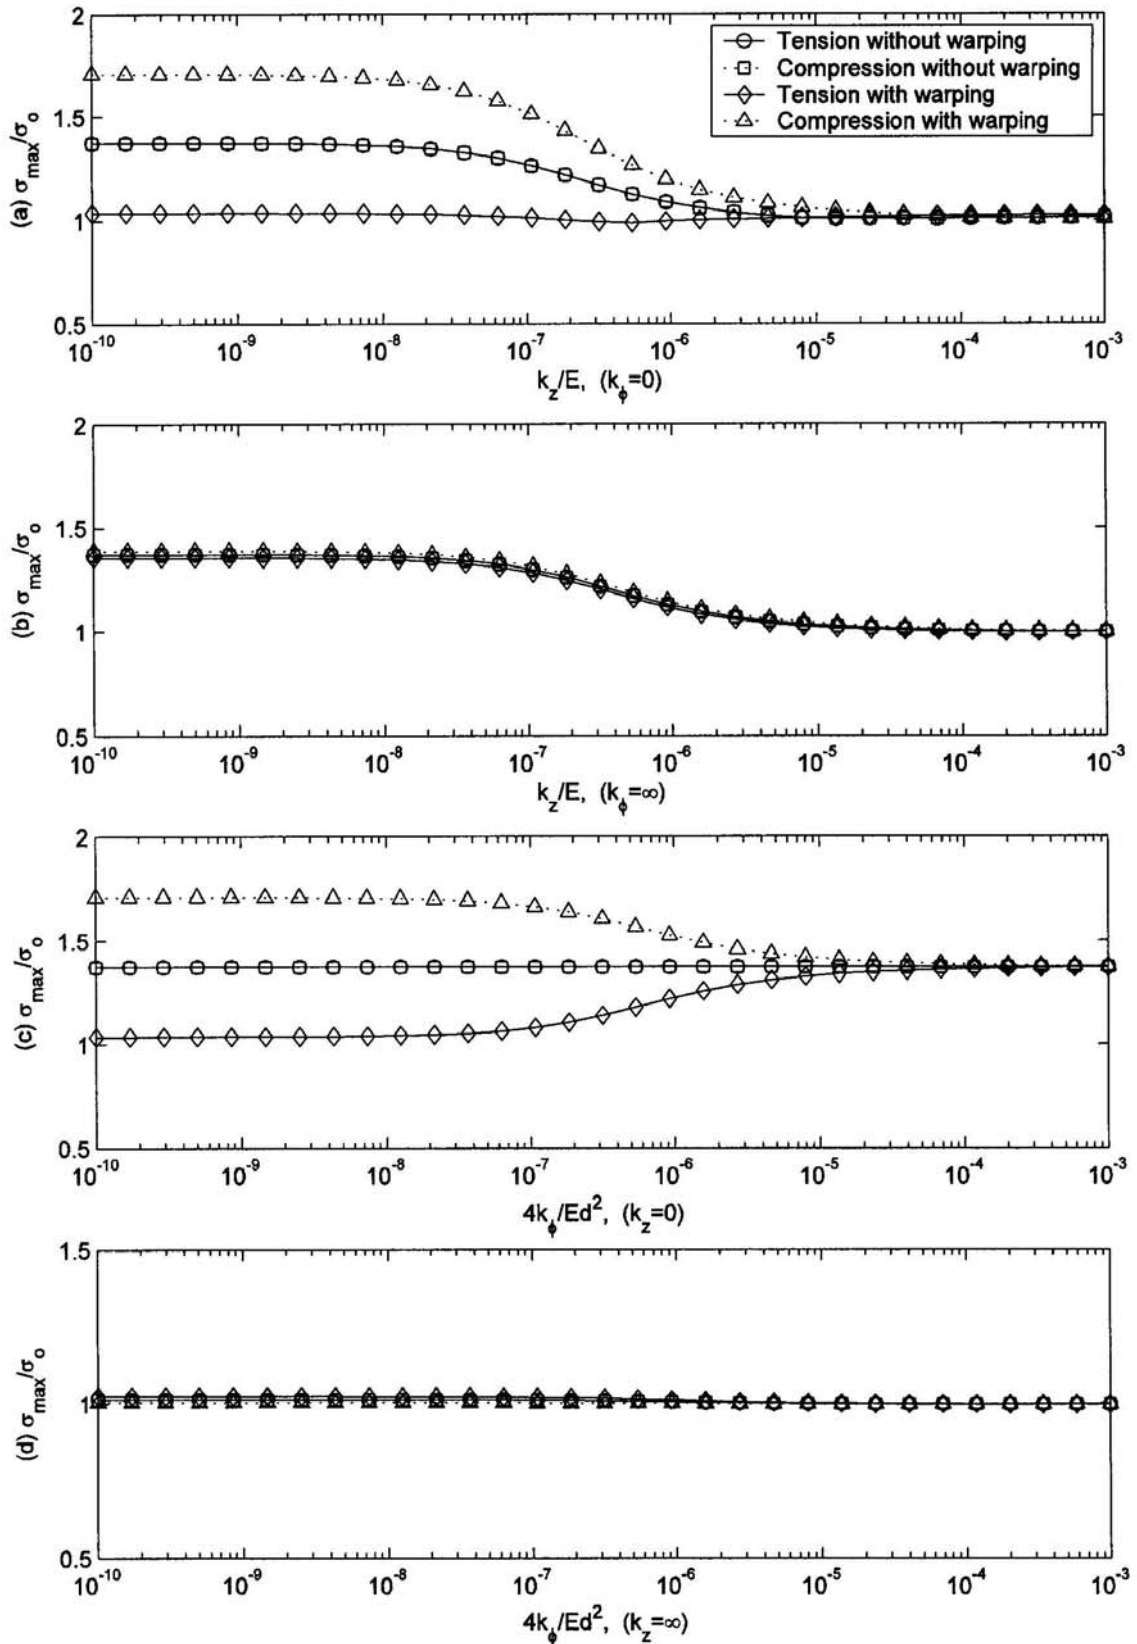 2
Tension without warping
Compression without warping
Tension with warping
Compression with warping
1.5
1
0.5
(a) σmax/σo
10^-10 10^-9 10^-8 10^-7 10^-6 10^-5 10^-4 10^-3
kz/E, (kϕ=0)
2
1.5
1
0.5
(b) σmax/σo
10^-10 10^-9 10^-8 10^-7 10^-6 10^-5 10^-4 10^-3
kz/E, (kϕ=∞)
2
1.5
1
0.5
(c) σmax/σo
10^-10 10^-9 10^-8 10^-7 10^-6 10^-5 10^-4 10^-3
4kϕ/Ed^2, (kz=0)
1.5
1
0.5
(d) σmax/σo
10^-10 10^-9 10^-8 10^-7 10^-6 10^-5 10^-4 10^-3
4kϕ/Ed^2, (kz=∞)